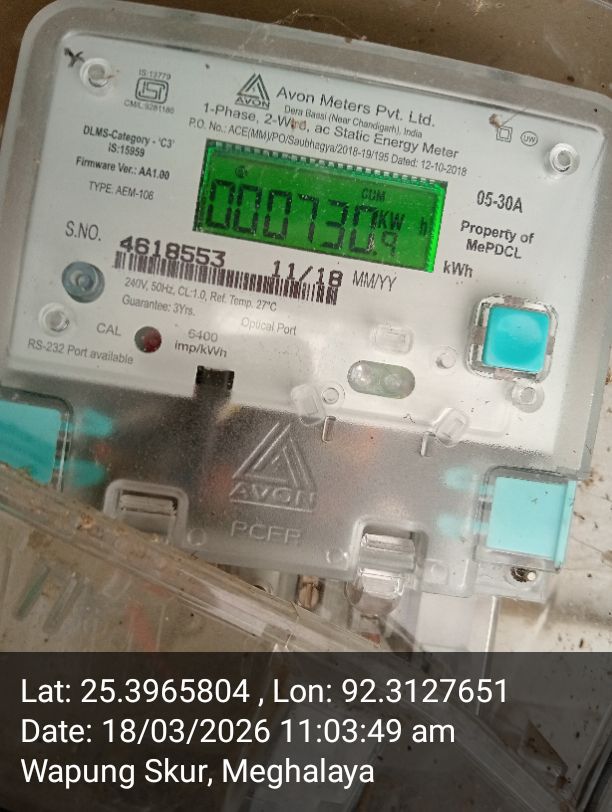 IS:13779
CM/L:9281186
AVON
Avon Meters Pvt. Ltd.
Dera Bassi (Near Chandigarh), India
1-Phase, 2-Wire, ac Static Energy Meter
P.O. No.: ACE(MM)/PO/Saubhagya/2018-19/195 Dated: 12-10-2018
DLMS-Category - 'C3'
IS:15959
Firmware Ver.: AA1.00
TYPE. AEM-106
CUM
000730.9 KW h
05-30A
Property of
MePDCL
kWh
S.NO. 4618553 11/18 MM/YY
240V, 50Hz, CL:1.0, Ref. Temp. 27°C
Guarantee: 3Yrs.
Optical Port
CAL 6400
imp/kWh
RS-232 Port available
AVON
Lat: 25.3965804 , Lon: 92.3127651
Date: 18/03/2026 11:03:49 am
Wapung Skur, Meghalaya